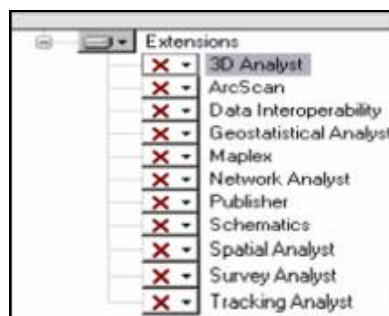 Extensions
3D Analyst
ArcScan
Data Interoperability
Geostatistical Analyst
Maplex
Network Analyst
Publisher
Schematics
Spatial Analyst
Survey Analyst
Tracking Analyst